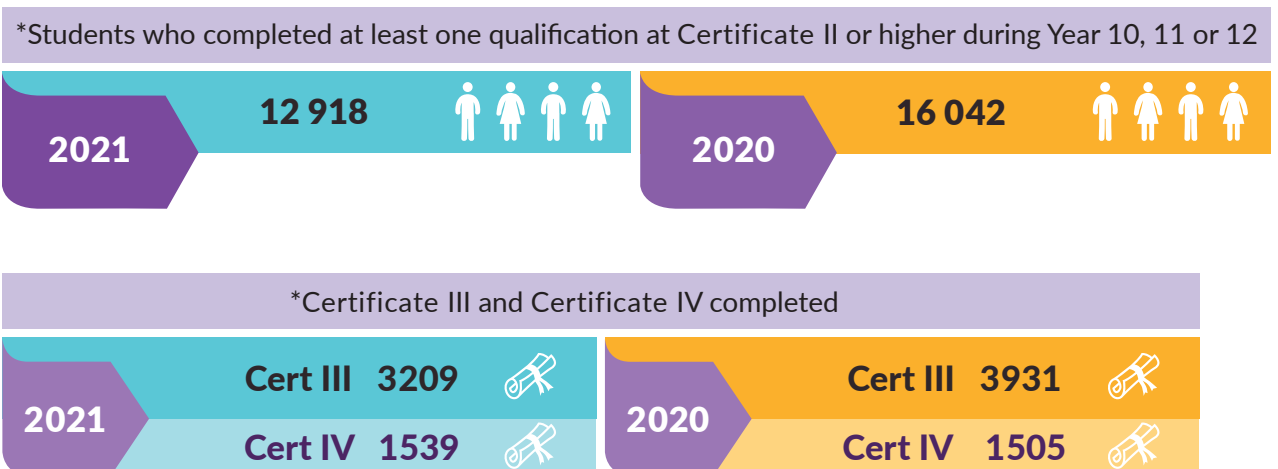 *Students who completed at least one qualification at Certificate II or higher during Year 10, 11 or 12
2021
12 918
2020
16 042
*Certificate III and Certificate IV completed
2021
Cert III 3209
Cert IV 1539
2020
Cert III 3931
Cert IV 1505